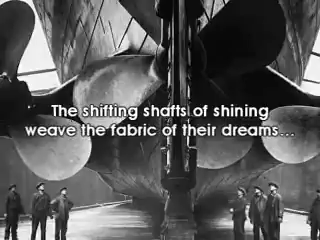 The shifting shafts of shining
weave the fabric of their dreams...